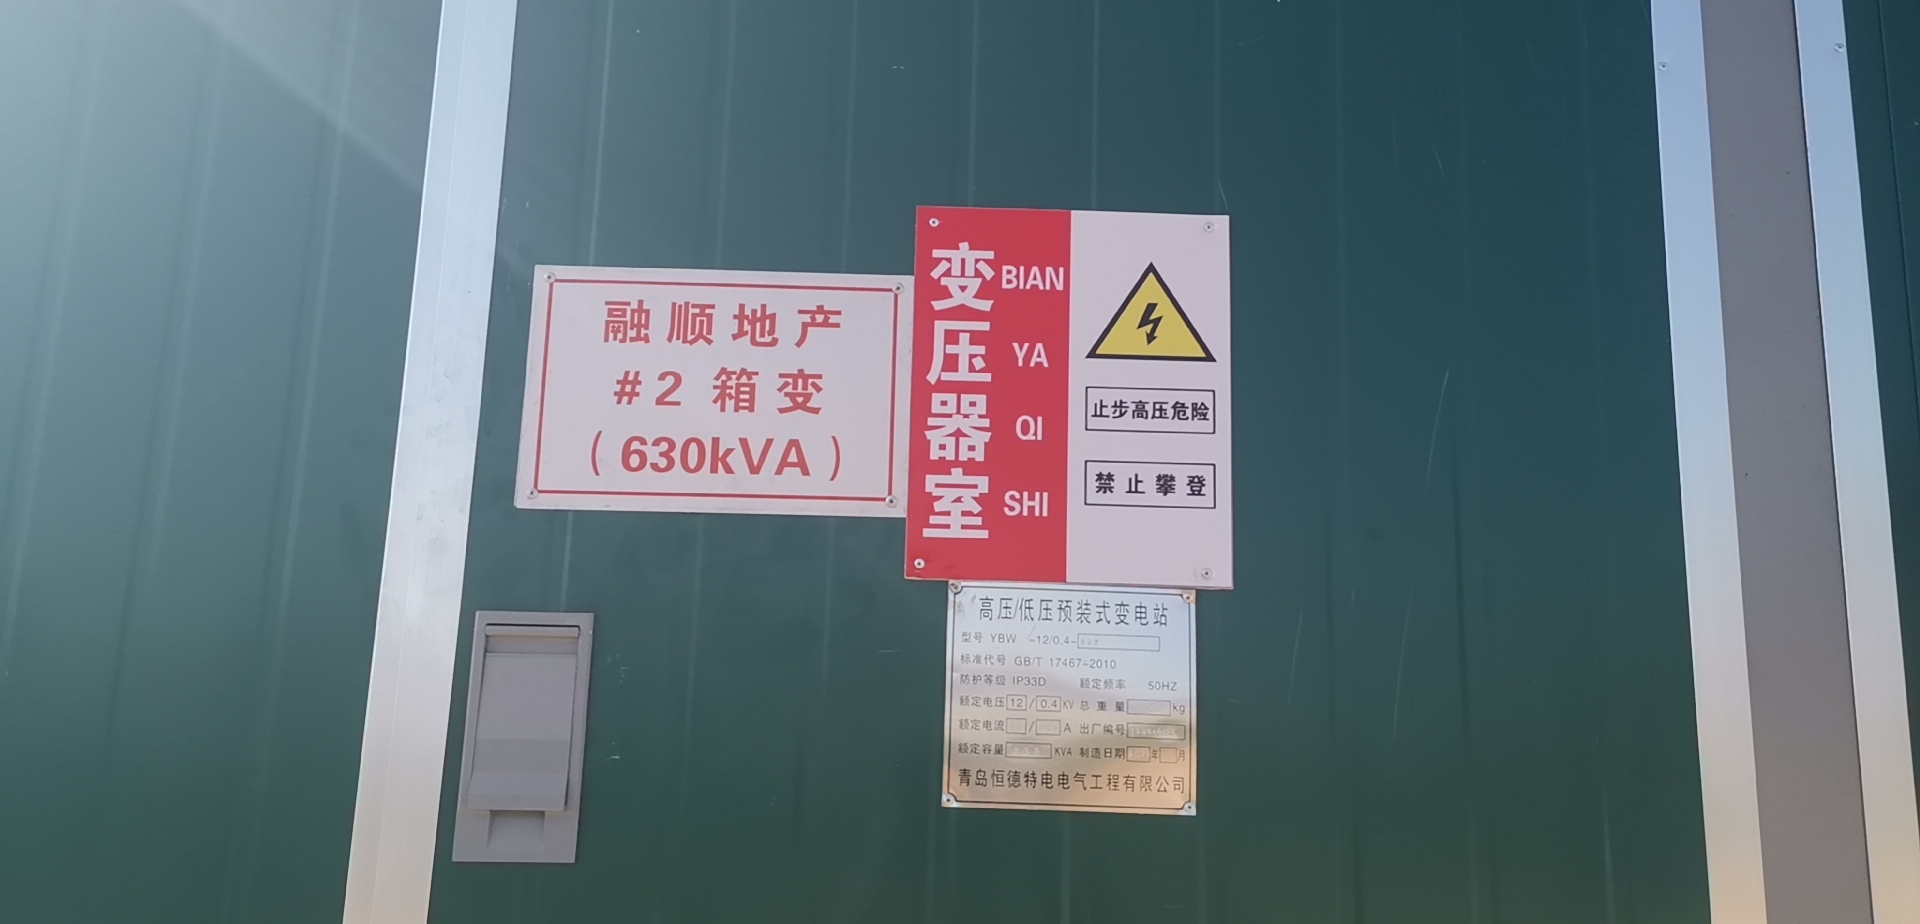 融顺地产
#2 箱变
(630kVA)
变压器室
BIAN
YA
QI
SHI
止步高压危险
禁止攀登
高压/低压预装式变电站
型号 YBW -12/0.4-
标准代号 GB/T 17467-2010
防护等级 IP33D 额定频率 50HZ
额定电压 12 / 0.4 KV 总重量 kg
额定电流 / A 出厂编号
额定容量 KVA 制造日期 年 月
青岛恒德特电电气工程有限公司